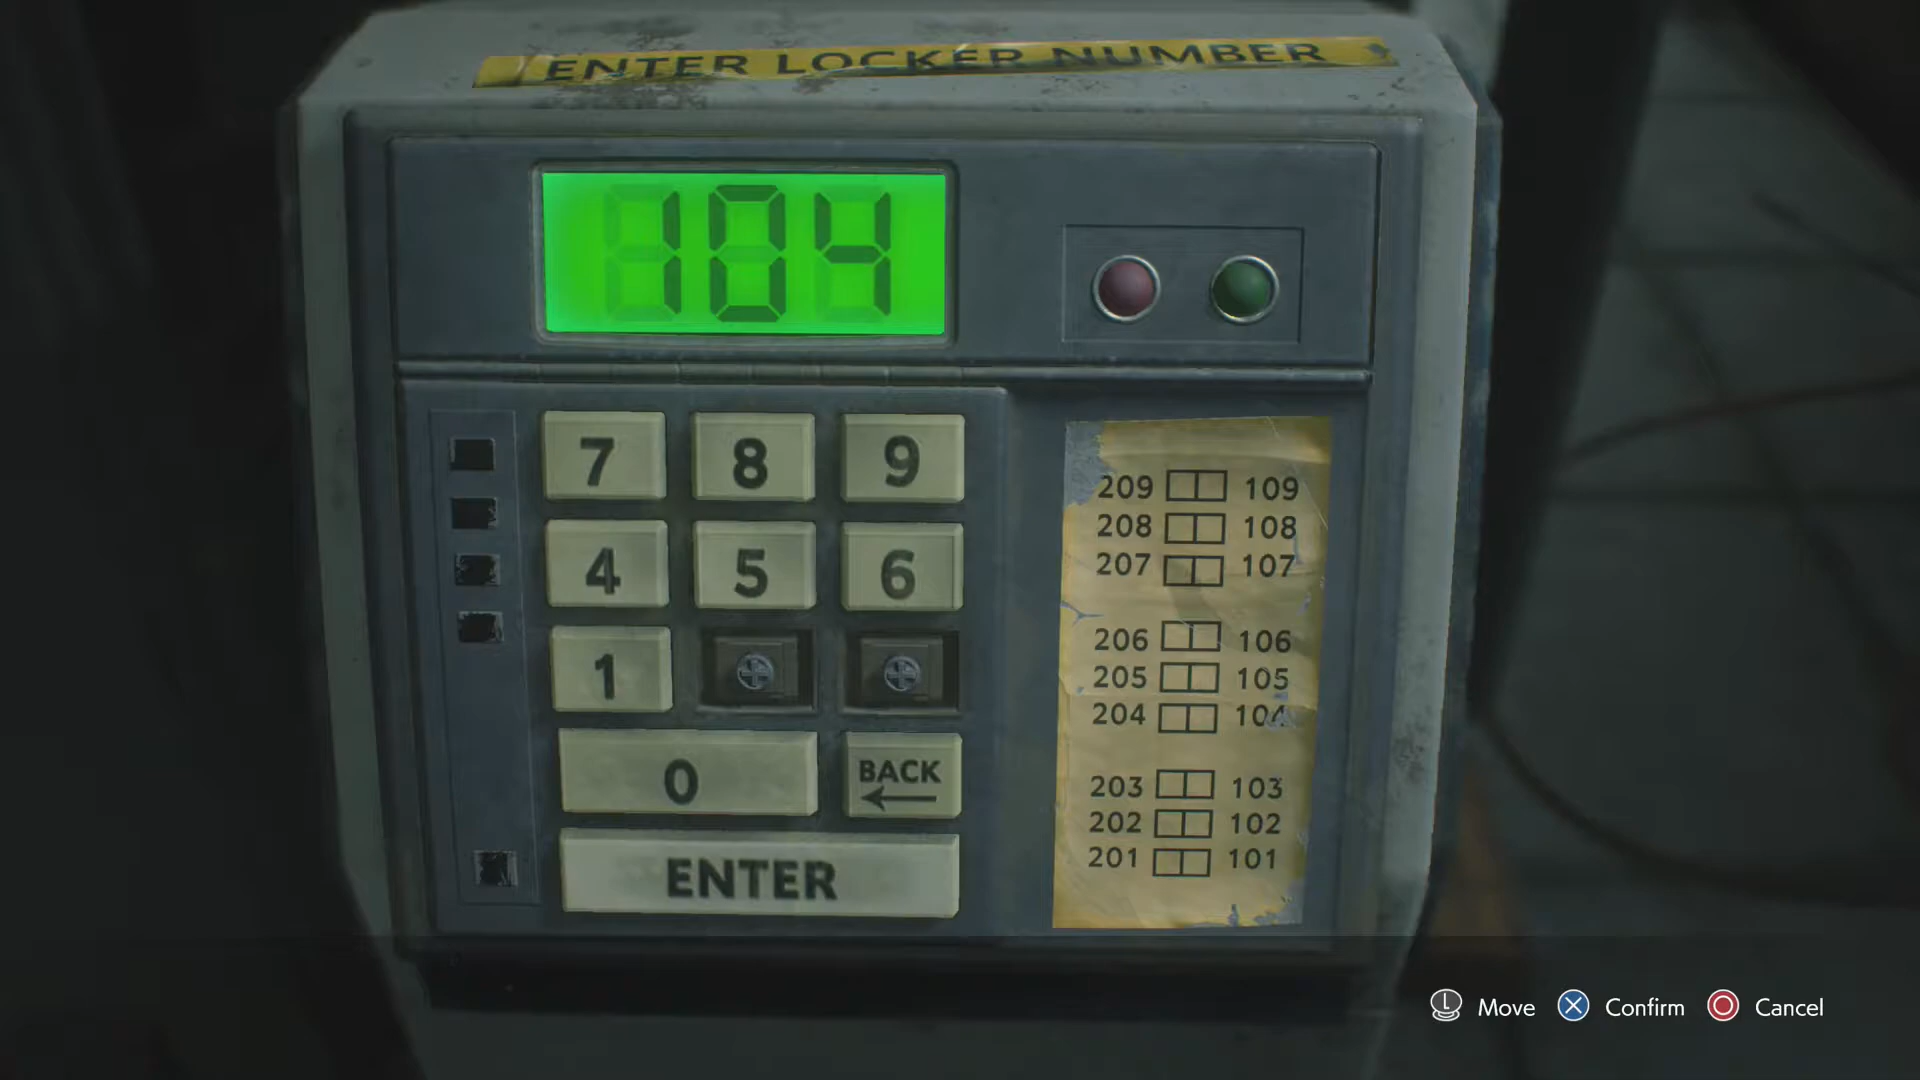 ENTER LOCKER NUMBER
104
7 8 9
4 5 6
1
0 BACK
ENTER
209 109
208 108
207 107
206 106
205 105
204 104
203 103
202 102
201 101
L Move Confirm Cancel